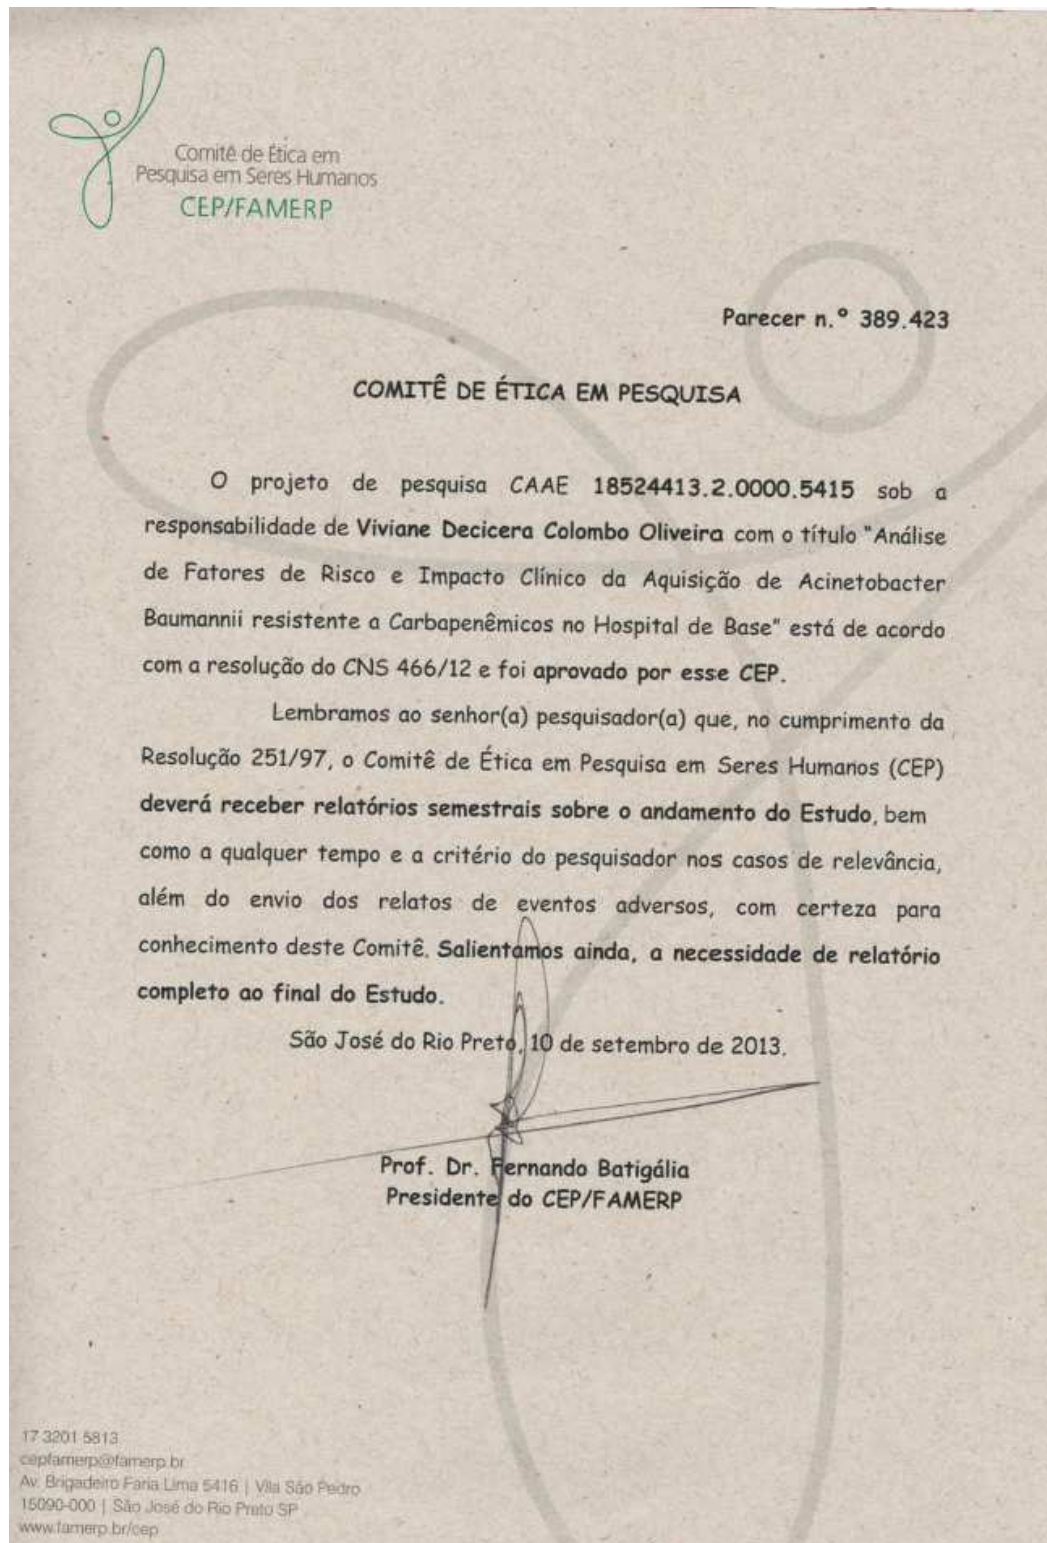 Comitê de Ética em
Pesquisa em Seres Humanos
CEP/FAMERP
Parecer n.º 389.423
COMITÊ DE ÉTICA EM PESQUISA
O projeto de pesquisa CAAE 18524413.2.0000.5415 sob a
responsabilidade de Viviane Decicera Colombo Oliveira com o título "Análise
de Fatores de Risco e Impacto Clínico da Aquisição de Acinetobacter
Baumannii resistente a Carbapenêmicos no Hospital de Base" está de acordo
com a resolução do CNS 466/12 e foi aprovado por esse CEP.
Lembramos ao senhor(a) pesquisador(a) que, no cumprimento da
Resolução 251/97, o Comitê de Ética em Pesquisa em Seres Humanos (CEP)
deverá receber relatórios semestrais sobre o andamento do Estudo, bem
como a qualquer tempo e a critério do pesquisador nos casos de relevância,
além do envio dos relatos de eventos adversos, com certeza para
conhecimento deste Comitê. Salientamos ainda, a necessidade de relatório
completo ao final do Estudo.
São José do Rio Preto, 10 de setembro de 2013.
Prof. Dr. Fernando Batigália
Presidente do CEP/FAMERP
17 3201 5813
cepfamerp@famerp.br
Av. Brigadeiro Faria Lima 5416 | Vila São Pedro
15090-000 | São José do Rio Preto SP
www.famerp.br/cep